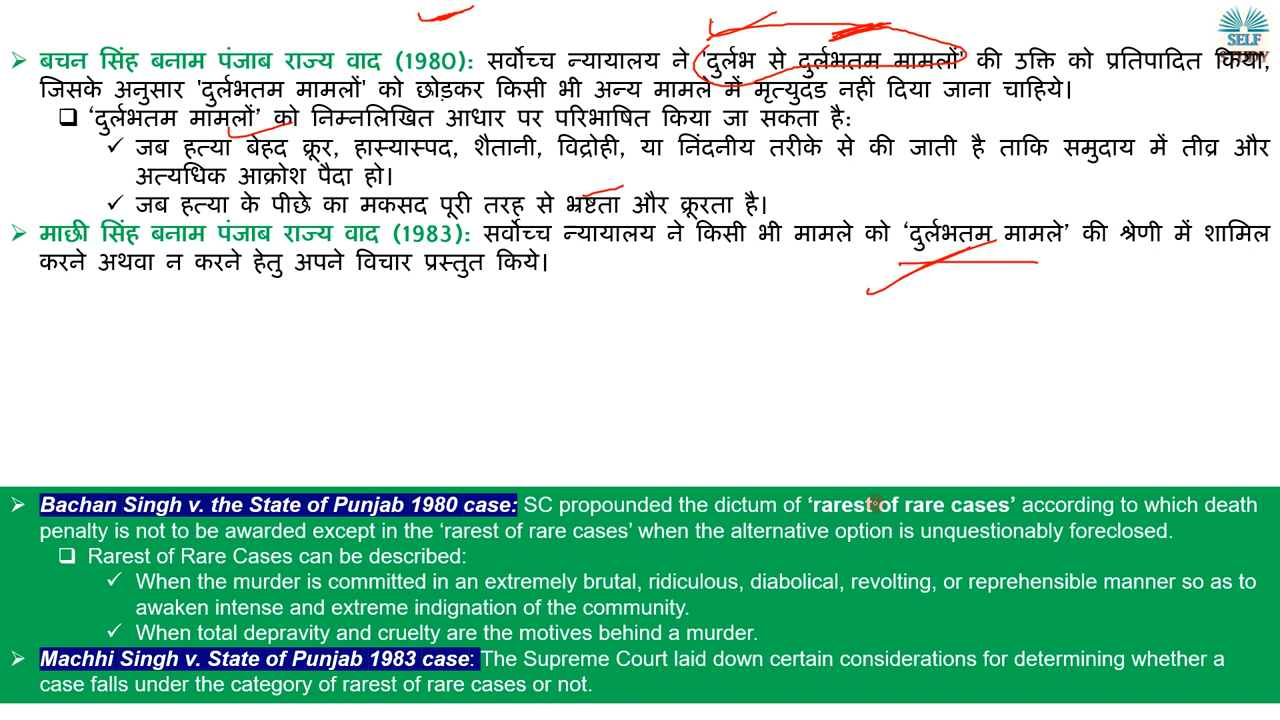 SELF
STUDY
➢ बचन सिंह बनाम पंजाब राज्य वाद (1980): सर्वोच्च न्यायालय ने 'दुर्लभ से दुर्लभतम मामलों' की उक्ति को प्रतिपादित किया,
जिसके अनुसार 'दुर्लभतम मामलों' को छोड़कर किसी भी अन्य मामले में मृत्युदंड नहीं दिया जाना चाहिये।
❑ ‘दुर्लभतम मामलों’ को निम्नलिखित आधार पर परिभाषित किया जा सकता है:
✓ जब हत्या बेहद क्रूर, हास्यास्पद, शैतानी, विद्रोही, या निंदनीय तरीके से की जाती है ताकि समुदाय में तीव्र और
अत्यधिक आक्रोश पैदा हो।
✓ जब हत्या के पीछे का मकसद पूरी तरह से भ्रष्टता और क्रूरता है।
➢ माछी सिंह बनाम पंजाब राज्य वाद (1983): सर्वोच्च न्यायालय ने किसी भी मामले को ‘दुर्लभतम मामले’ की श्रेणी में शामिल
करने अथवा न करने हेतु अपने विचार प्रस्तुत किये।
➢ Bachan Singh v. the State of Punjab 1980 case: SC propounded the dictum of ‘rarest of rare cases’ according to which death
penalty is not to be awarded except in the ‘rarest of rare cases’ when the alternative option is unquestionably foreclosed.
❑ Rarest of Rare Cases can be described:
✓ When the murder is committed in an extremely brutal, ridiculous, diabolical, revolting, or reprehensible manner so as to
awaken intense and extreme indignation of the community.
✓ When total depravity and cruelty are the motives behind a murder.
➢ Machhi Singh v. State of Punjab 1983 case: The Supreme Court laid down certain considerations for determining whether a
case falls under the category of rarest of rare cases or not.